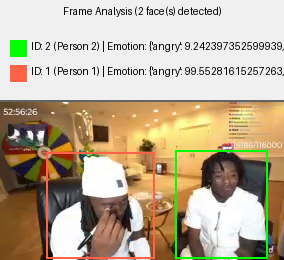 Frame Analysis (2 face(s) detected)
ID: 2 (Person 2) | Emotion: {'angry': 9.242397352599939,
ID: 1 (Person 1) | Emotion: {'angry': 99.55281615257263,
52:56:26
/116000